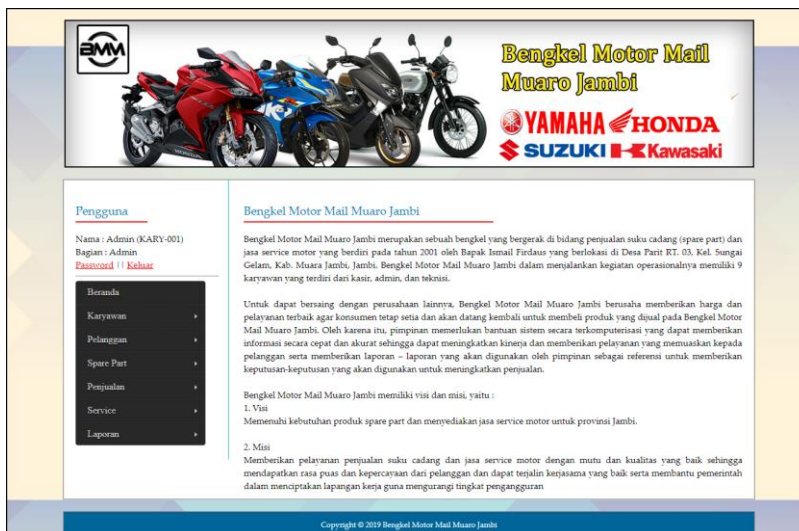 BMM
Bengkel Motor Mail
Muaro Jambi
YAMAHA HONDA
SUZUKI Kawasaki
Pengguna
Nama : Admin (KARY-001)
Bagian : Admin
Password || Keluar
Beranda
Karyawan
Pelanggan
Spare Part
Penjualan
Service
Laporan
Bengkel Motor Mail Muaro Jambi
Bengkel Motor Mail Muaro Jambi merupakan sebuah bengkel yang bergerak di bidang penjualan suku cadang (spare part) dan
jasa service motor yang berdiri pada tahun 2001 oleh Bapak Ismail Firdaus yang berlokasi di Desa Parit RT. 03, Kel. Sungai
Gelam, Kab. Muara Jambi, Jambi. Bengkel Motor Mail Muaro Jambi dalam menjalankan kegiatan operasionalnya memiliki 9
karyawan yang terdiri dari kasir, admin, dan teknisi.
Untuk dapat bersaing dengan perusahaan lainnya, Bengkel Motor Mail Muaro Jambi berusaha memberikan harga dan
pelayanan terbaik agar konsumen tetap setia dan akan datang kembali untuk membeli produk yang dijual pada Bengkel Motor
Mail Muaro Jambi. Oleh karena itu, pimpinan memerlukan bantuan sistem secara terkomputerisasi yang dapat memberikan
informasi secara cepat dan akurat sehingga dapat meningkatkan kinerja dan memberikan pelayanan yang memuaskan kepada
pelanggan serta memberikan laporan – laporan yang akan digunakan oleh pimpinan sebagai referensi untuk memberikan
keputusan-keputusan yang akan digunakan untuk meningkatkan penjualan.
Bengkel Motor Mail Muaro Jambi memiliki visi dan misi, yaitu :
1. Visi
Memenuhi kebutuhan produk spare part dan menyediakan jasa service motor untuk provinsi Jambi.
2. Misi
Memberikan pelayanan penjualan suku cadang dan jasa service motor dengan mutu dan kualitas yang baik sehingga
mendapatkan rasa puas dan kepercayaan dari pelanggan dan dapat terjalin kerjasama yang baik serta membantu pemerintah
dalam menciptakan lapangan kerja guna mengurangi tingkat pengangguran
Copyright © 2019 Bengkel Motor Mail Muaro Jambi